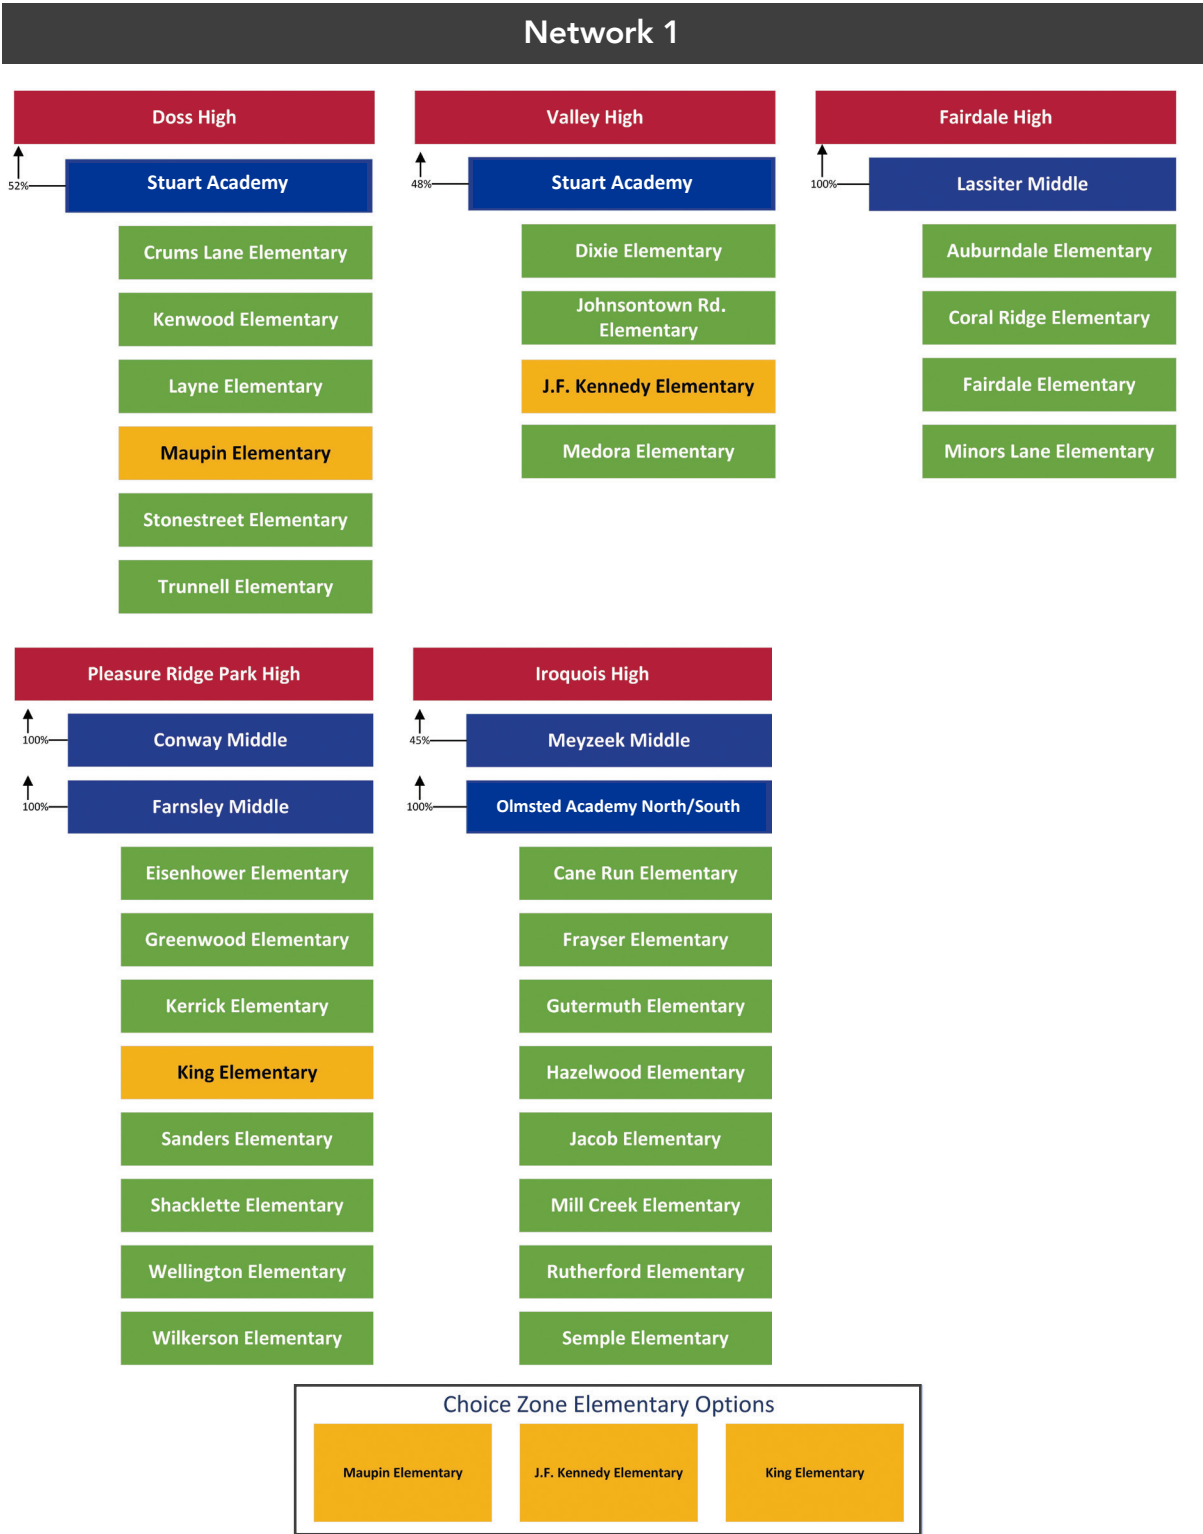 Network 1
Doss High
52%
Stuart Academy
Crums Lane Elementary
Kenwood Elementary
Layne Elementary
Maupin Elementary
Stonestreet Elementary
Trunnell Elementary
Valley High
48%
Stuart Academy
Dixie Elementary
Johnsontown Rd.
Elementary
J.F. Kennedy Elementary
Medora Elementary
Fairdale High
100%
Lassiter Middle
Auburndale Elementary
Coral Ridge Elementary
Fairdale Elementary
Minors Lane Elementary
Pleasure Ridge Park High
100%
Conway Middle
100%
Farnsley Middle
Eisenhower Elementary
Greenwood Elementary
Kerrick Elementary
King Elementary
Sanders Elementary
Shacklette Elementary
Wellington Elementary
Wilkerson Elementary
Iroquois High
45%
Meyzeek Middle
100%
Olmsted Academy North/South
Cane Run Elementary
Frayser Elementary
Gutermuth Elementary
Hazelwood Elementary
Jacob Elementary
Mill Creek Elementary
Rutherford Elementary
Semple Elementary
Choice Zone Elementary Options
Maupin Elementary
J.F. Kennedy Elementary
King Elementary